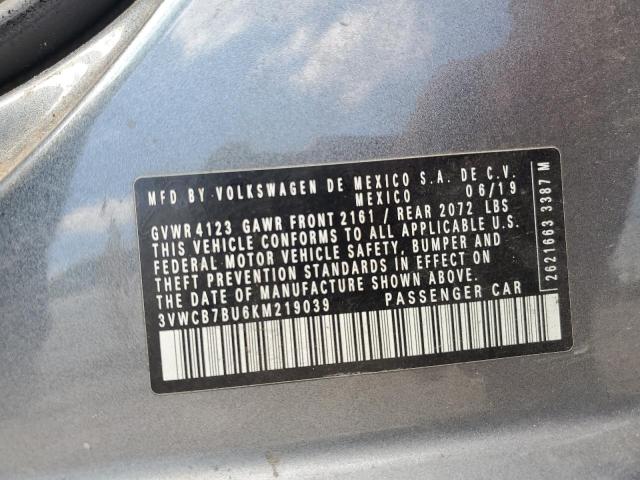 MFD BY-VOLKSWAGEN DE MEXICO S.A. DE C.V.
MEXICO 06/19
GVWR 4123 GAWR FRONT 2161 / REAR 2072 LBS
THIS VEHICLE CONFORMS TO ALL APPLICABLE U.S.
FEDERAL MOTOR VEHICLE SAFETY, BUMPER AND
THEFT PREVENTION STANDARDS IN EFFECT ON
THE DATE OF MANUFACTURE SHOWN ABOVE.
3VWCB7BU6KM219039 PASSENGER CAR
2621663 3387 M